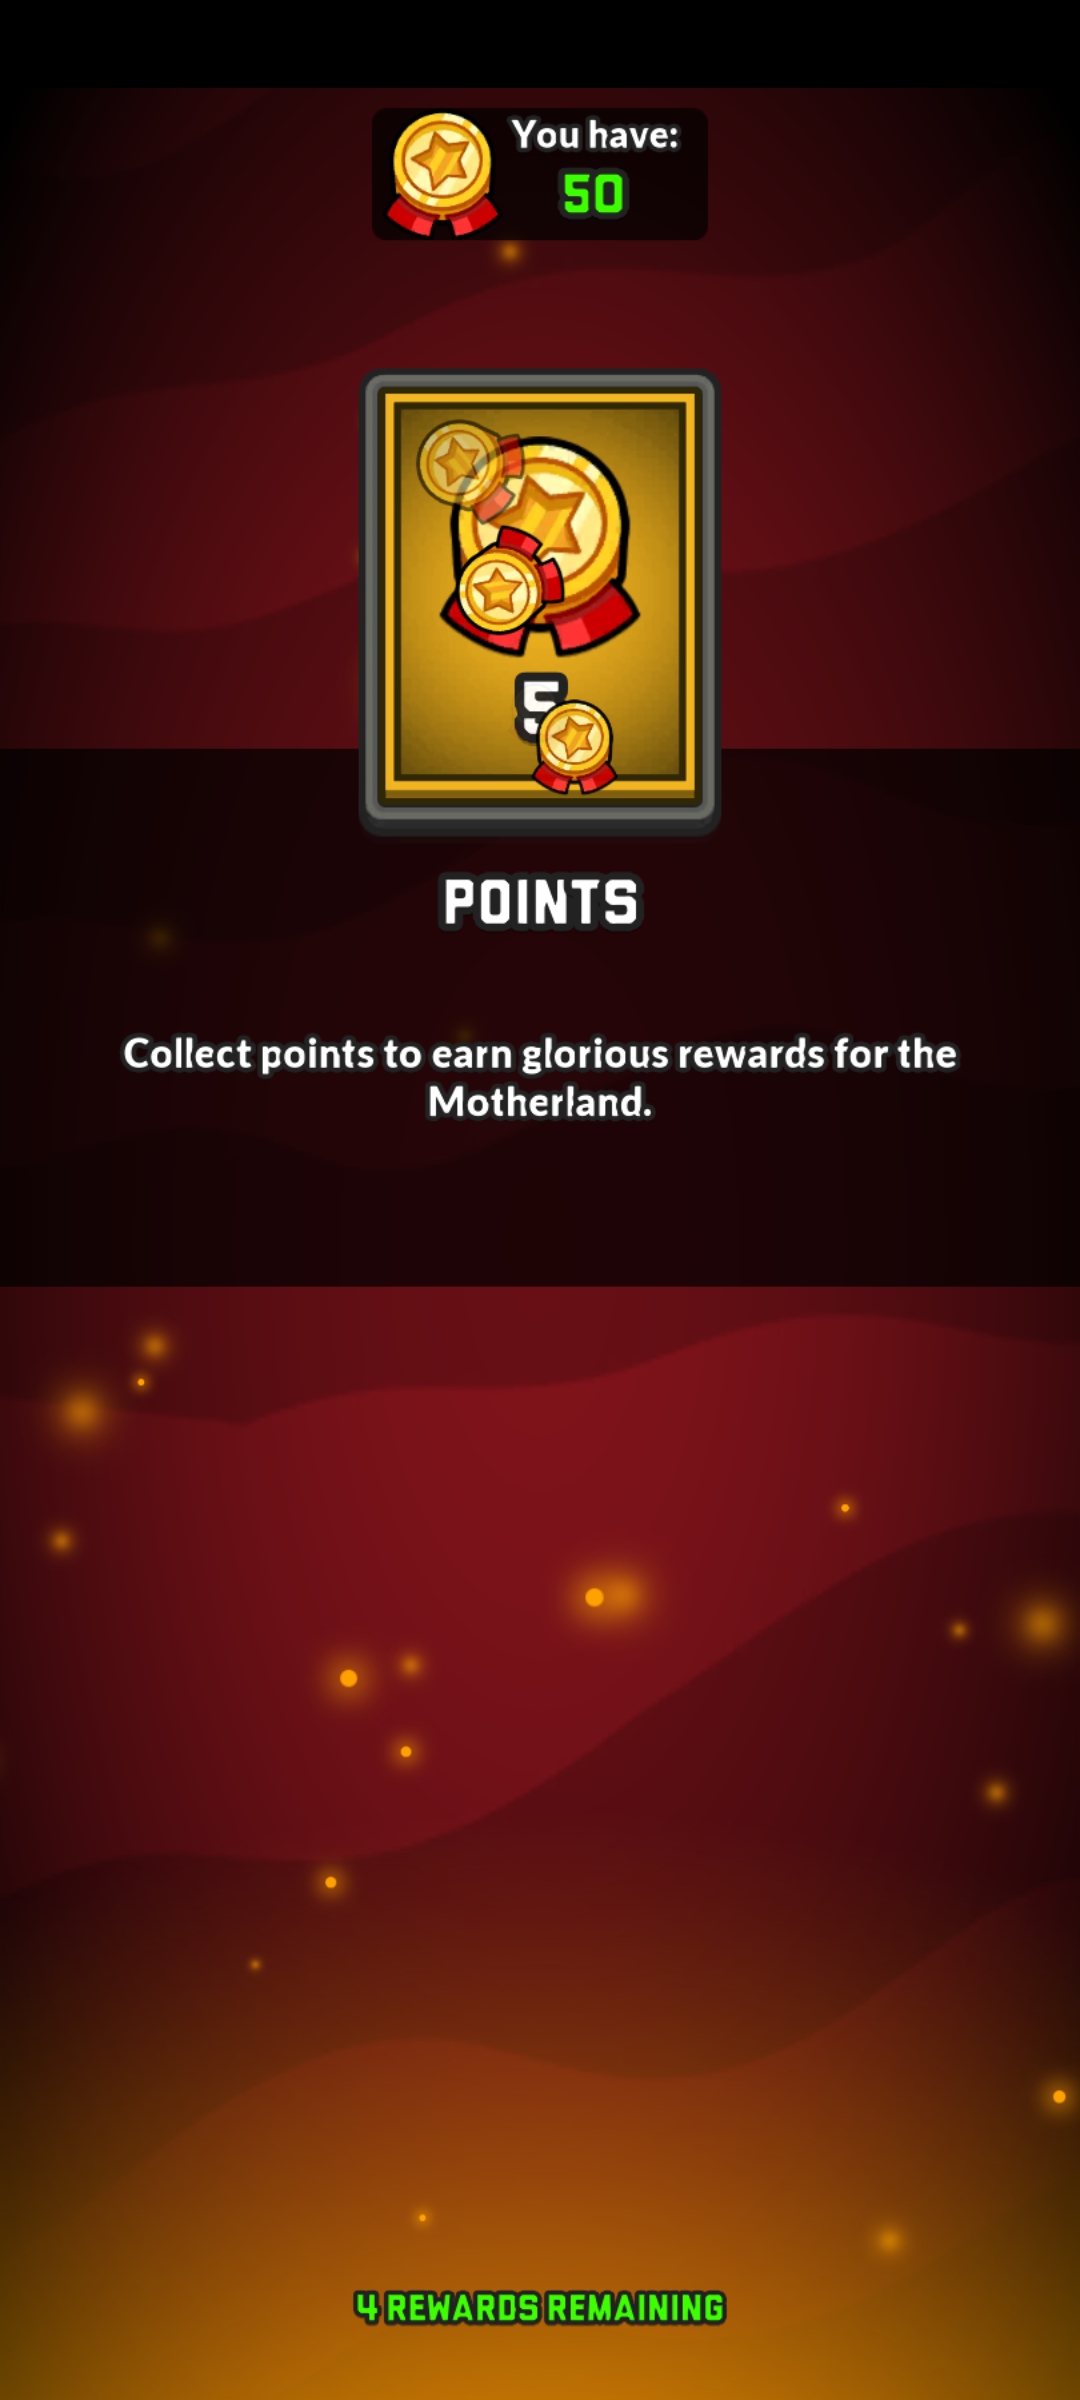 You have:
50
5
POINTS
Collect points to earn glorious rewards for the
Motherland.
4 REWARDS REMAINING